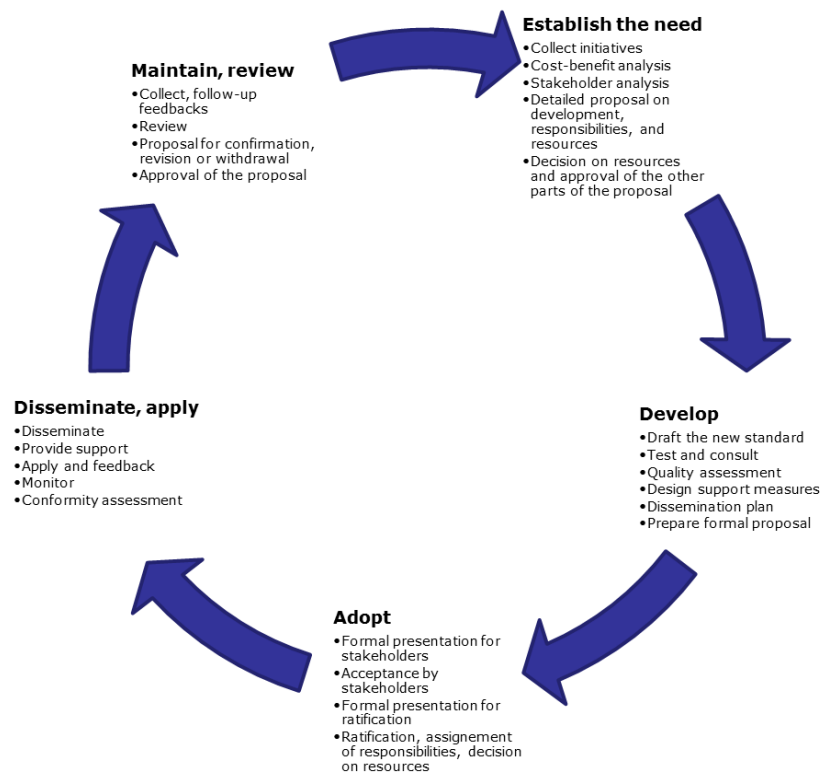 Establish the need
•Collect initiatives
•Cost-benefit analysis
•Stakeholder analysis
•Detailed proposal on
development,
responsibilities, and
resources
•Decision on resources
and approval of the other
parts of the proposal
Develop
•Draft the new standard
•Test and consult
•Quality assessment
•Design support measures
•Dissemination plan
•Prepare formal proposal
Adopt
•Formal presentation for
stakeholders
•Acceptance by
stakeholders
•Formal presentation for
ratification
•Ratification, assignement
of responsibilities, decision
on resources
Disseminate, apply
•Disseminate
•Provide support
•Apply and feedback
•Monitor
•Conformity assessment
Maintain, review
•Collect, follow-up
feedbacks
•Review
•Proposal for confirmation,
revision or withdrawal
•Approval of the proposal